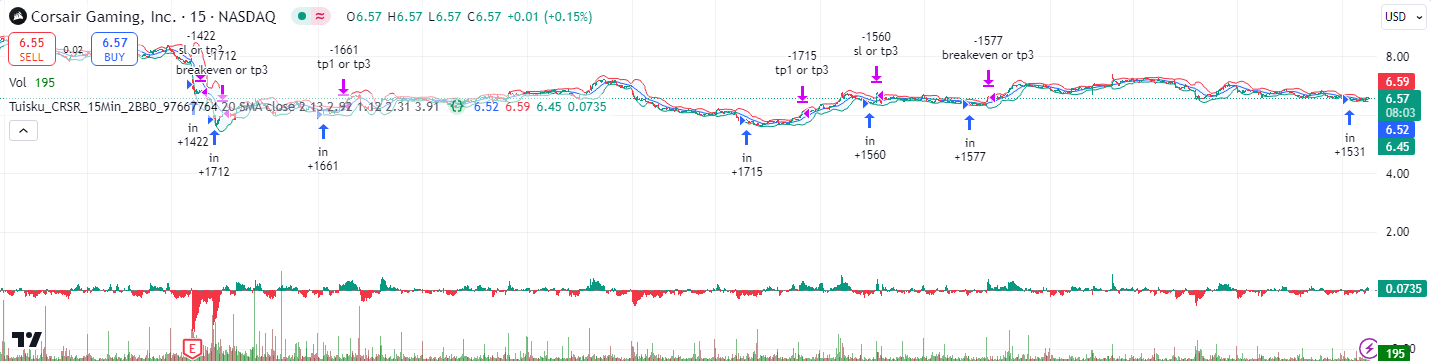 Corsair Gaming, Inc. · 15 · NASDAQ
O6.57 H6.57 L6.57 C6.57 +0.01 (+0.15%)
USD
6.55
SELL
0.02
6.57
BUY
Vol 195
Tuisku_CRSR_15Min_2BB0_97667764 20 SMA close 2 13 2.92 1.12 2.31 3.91 6.52 6.59 6.45 0.0735
-1422
sl or tp3
-1712
breakeven or tp3
-1661
tp1 or tp3
-1715
tp1 or tp3
-1560
sl or tp3
-1577
breakeven or tp3
in
+1422
in
+1712
in
+1661
in
+1715
in
+1560
in
+1577
in
+1531
8.00
6.59
6.57
08:03
6.52
6.45
4.00
2.00
0.0735
195
E